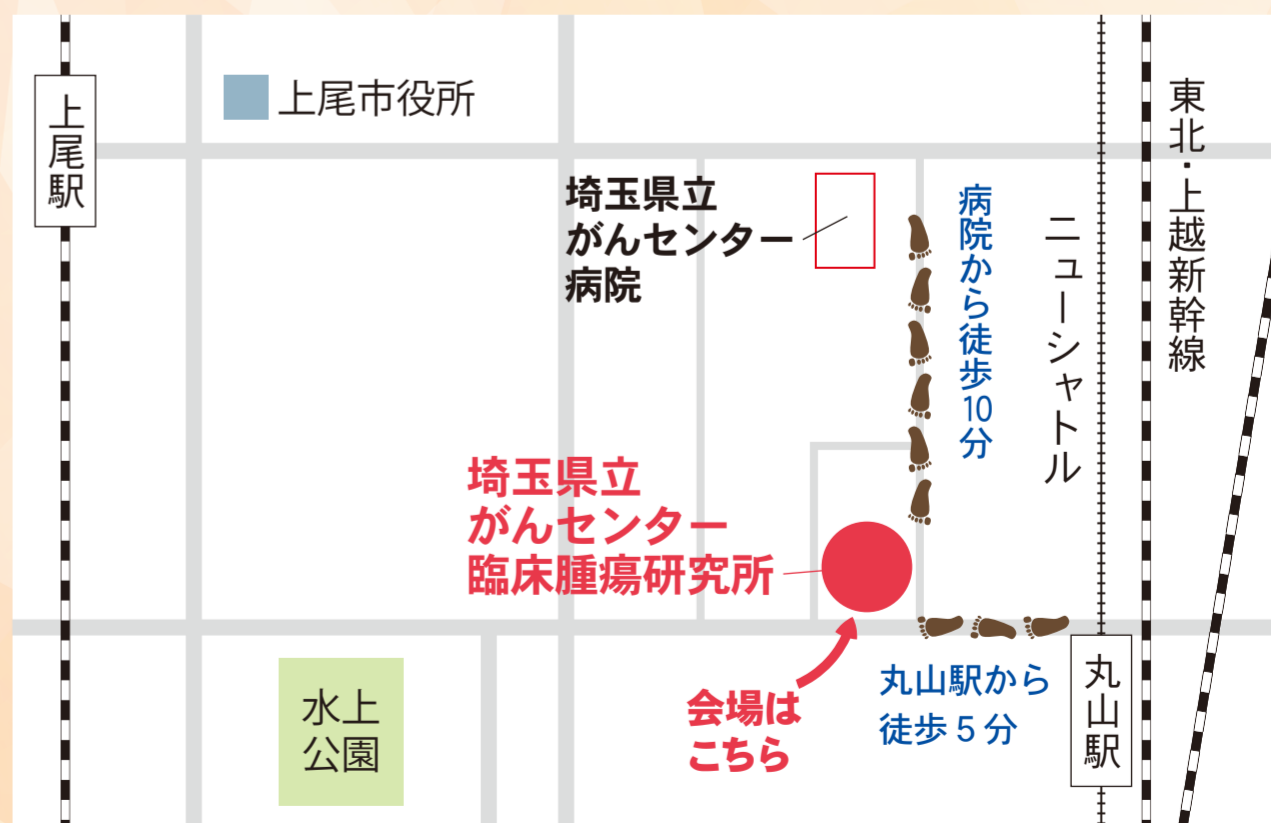 上尾駅
上尾市役所
埼玉県立
がんセンター
病院
病院から徒歩10分
ニューシャトル
東北・上越新幹線
埼玉県立
がんセンター
臨床腫瘍研究所
会場は
こちら
丸山駅から
徒歩5分
丸山駅
水上
公園